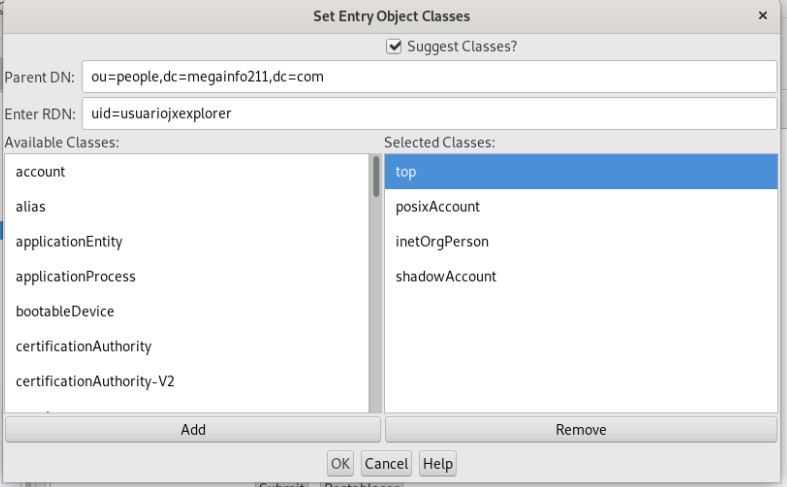 Set Entry Object Classes
Suggest Classes?
Parent DN: ou=people,dc=megainfo211,dc=com
Enter RDN: uid=usuariojxexplorer
Available Classes: Selected Classes:
account top
alias posixAccount
applicationEntity inetOrgPerson
applicationProcess shadowAccount
bootableDevice
certificationAuthority
certificationAuthority-V2
Add Remove
OK Cancel Help